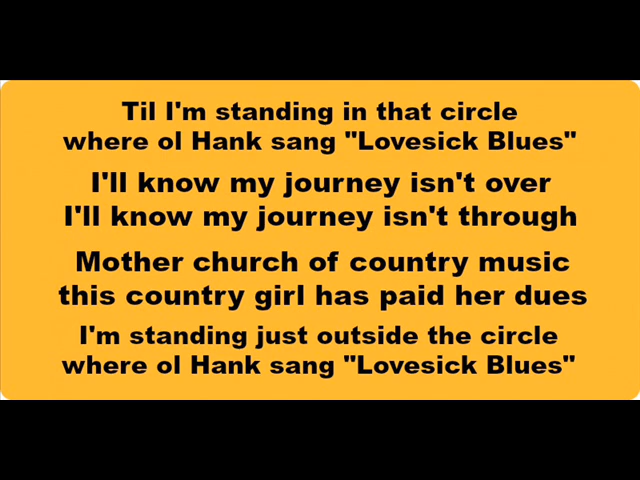 Til I'm standing in that circle
where ol Hank sang "Lovesick Blues"
I'll know my journey isn't over
I'll know my journey isn't through
Mother church of country music
this country girl has paid her dues
I'm standing just outside the circle
where ol Hank sang "Lovesick Blues"